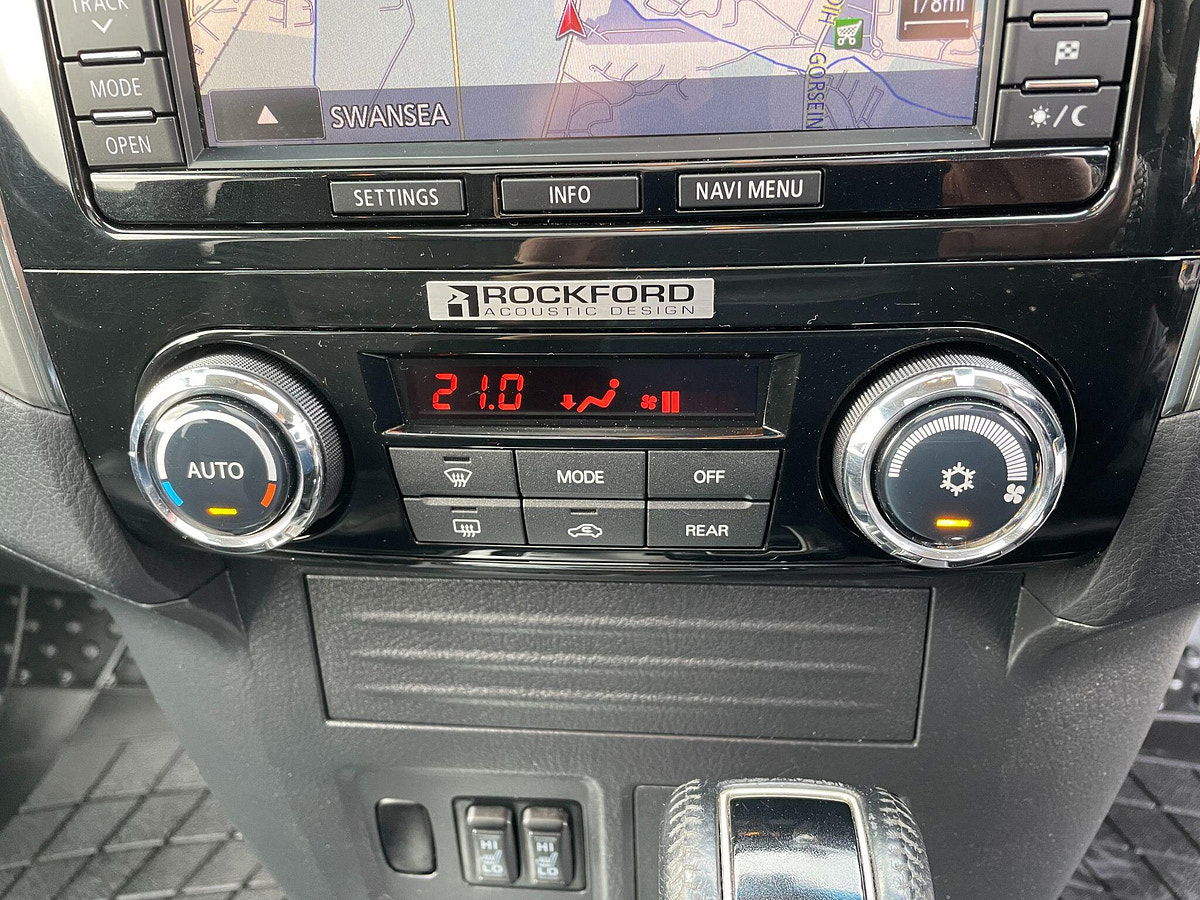 TRACK
MODE
OPEN
1/8mi
GORSEIN
SWANSEA
SETTINGS
INFO
NAVI MENU
ROCKFORD
ACOUSTIC DESIGN
21.0
AUTO
MODE
OFF
REAR
HI
LO
HI
LO